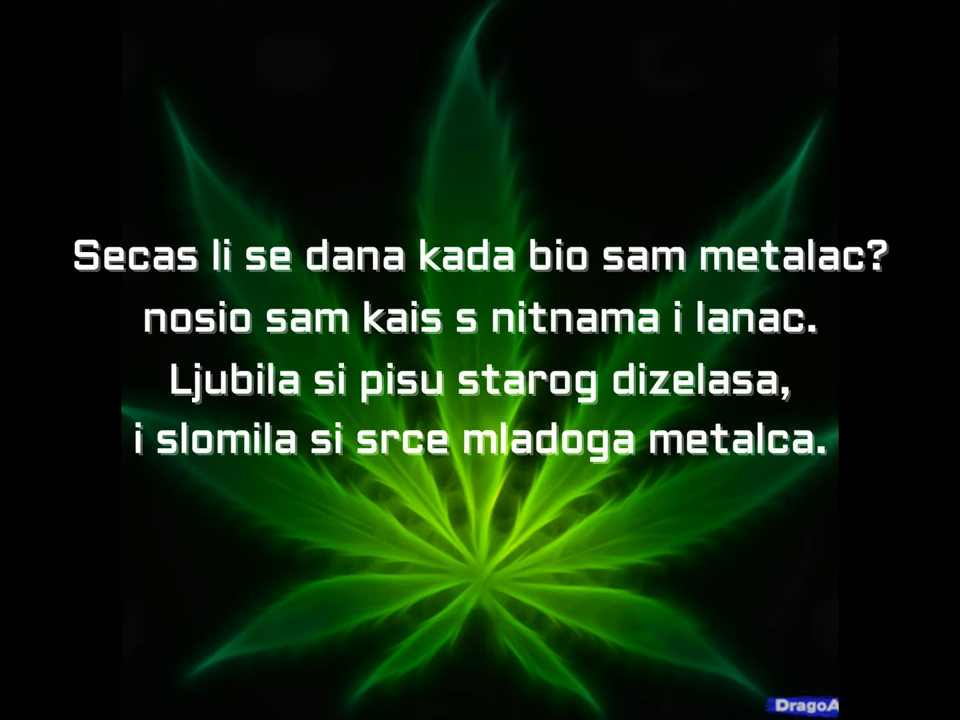 Secas li se dana kada bio sam metalac?
nosio sam kais s nitnama i lanac.
Ljubila si pisu starog dizelasa,
i slomila si srce mladoga metalca.
DragoA